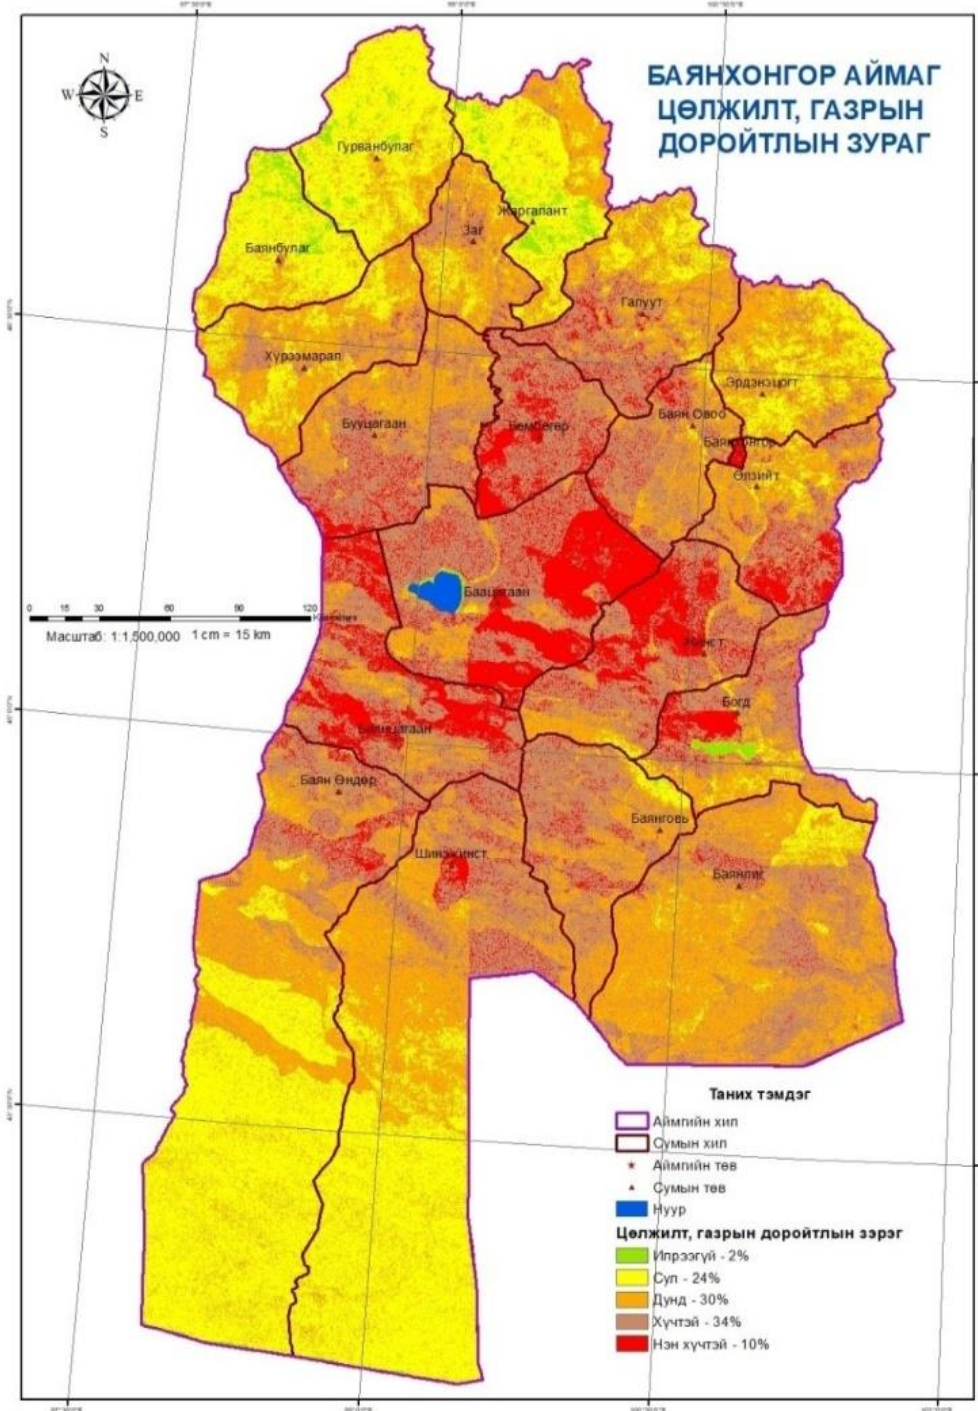 БАЯНХОНГОР АЙМАГ
ЦӨЛЖИЛТ, ГАЗРЫН
ДОРОЙТЛЫН ЗУРАГ
N
W E
S
Гурванбулаг
Жаргалант
Заг
Баянбулаг
Галуут
Хүрээмарал
Эрдэнэцогт
Бууцагаан
Бөмбөгөр
Баян Овоо
Баянхонгор
Өлзийт
Баацагаан
0 15 30 60 90 120
Масштаб: 1:1,500,000 1 cm = 15 km
Жинст
Богд
Баянцагаан
Баян Өндөр
Баянговь
Шинэжинст
Баянлиг
Таних тэмдэг
Аймгийн хил
Сумын хил
Аймгийн төв
Сумын төв
Нуур
Цөлжилт, газрын доройтлын зэрэг
Илрээгүй - 2%
Сул - 24%
Дунд - 30%
Хүчтэй - 34%
Нэн хүчтэй - 10%